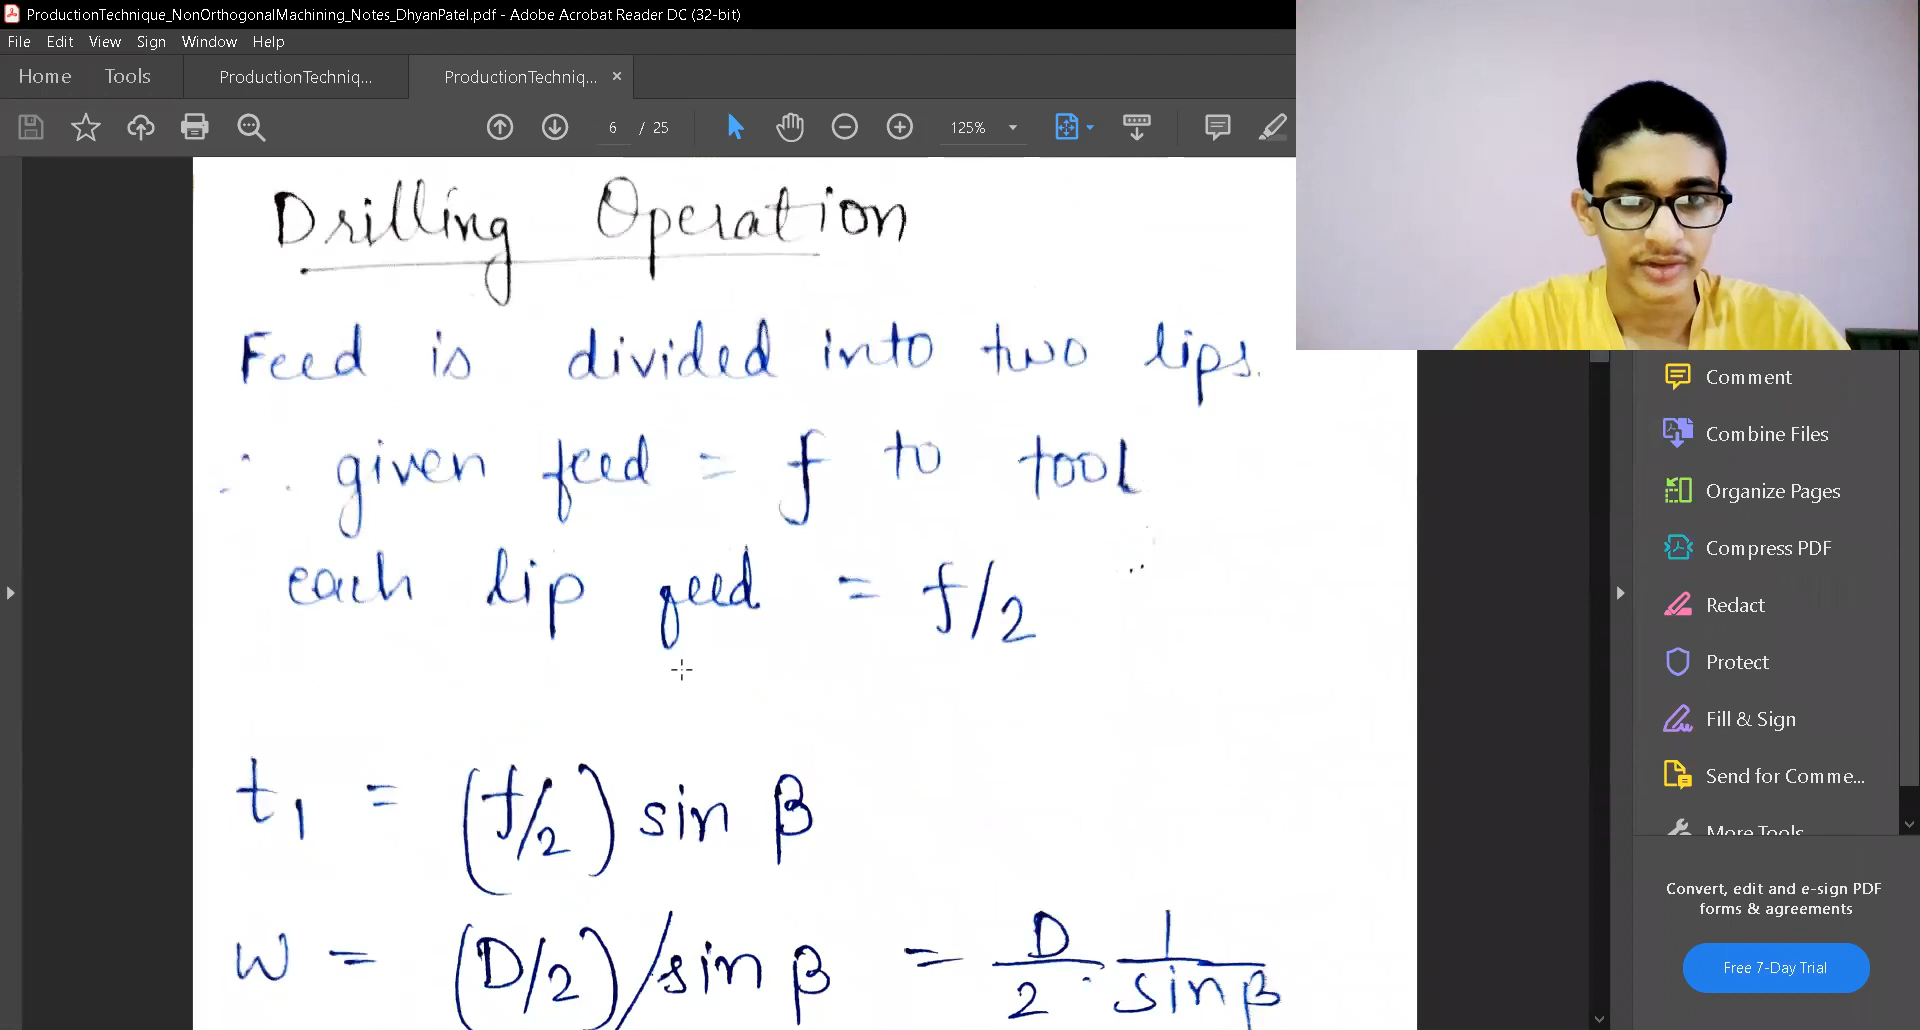 ProductionTechnique_NonOrthogonalMachining_Notes_DhyanPatel.pdf - Adobe Acrobat Reader DC (32-bit)
File Edit View Sign Window Help
Home Tools ProductionTechniq... ProductionTechniq... ×
6 / 25 125%
Drilling Operation
Feed is divided into two lips.
∴ given feed = f to tool
each lip feed = f/2
t₁ = (f/2) sin β
w = (D/2)/sin β = D/2 · 1/sin β
Comment
Combine Files
Organize Pages
Compress PDF
Redact
Protect
Fill & Sign
Send for Comme...
More Tools
Convert, edit and e-sign PDF
forms & agreements
Free 7-Day Trial